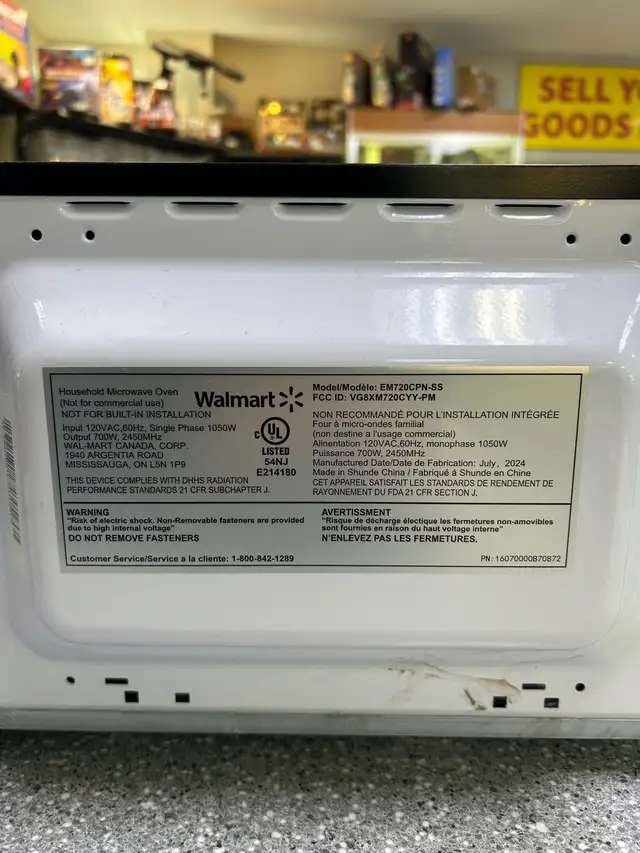 SELL YO
GOODS
Household Microwave Oven
(Not for commercial use)
NOT FOR BUILT-IN INSTALLATION
Input 120VAC,60Hz, Single Phase 1050W
Output 700W, 2450MHz
WAL-MART CANADA, CORP.
1940 ARGENTIA ROAD
MISSISSAUGA, ON L5N 1P9
THIS DEVICE COMPLIES WITH DHHS RADIATION
PERFORMANCE STANDARDS 21 CFR SUBCHAPTER J.
Walmart
C UL
LISTED
54NJ
E214180
Model/Modèle: EM720CPN-SS
FCC ID: VG8XM720CYY-PM
NON RECOMMANDÉ POUR L'INSTALLATION INTÉGRÉE
Four à micro-ondes familial
(non destine a l'usage commercial)
Alimentation 120VAC,60Hz, monophase 1050W
Puissance 700W, 2450MHz
Manufactured Date/Date de Fabrication: July, 2024
Made in Shunde China / Fabriqué á Shunde en Chine
CET APPAREIL SATISFAIT LES STANDARDS DE RENDEMENT DE
RAYONNEMENT DU FDA 21 CFR SECTION J.
WARNING
"Risk of electric shock. Non-Removable fasteners are provided
due to high internal voltage"
DO NOT REMOVE FASTENERS
AVERTISSMENT
"Risque de décharge électique les fermetures non-amovibles
sont fournies en raison du haut voltage interne"
N'ENLEVEZ PAS LES FERMETURES.
Customer Service/Service a la cliente: 1-800-842-1289
PN: 16070000B70872